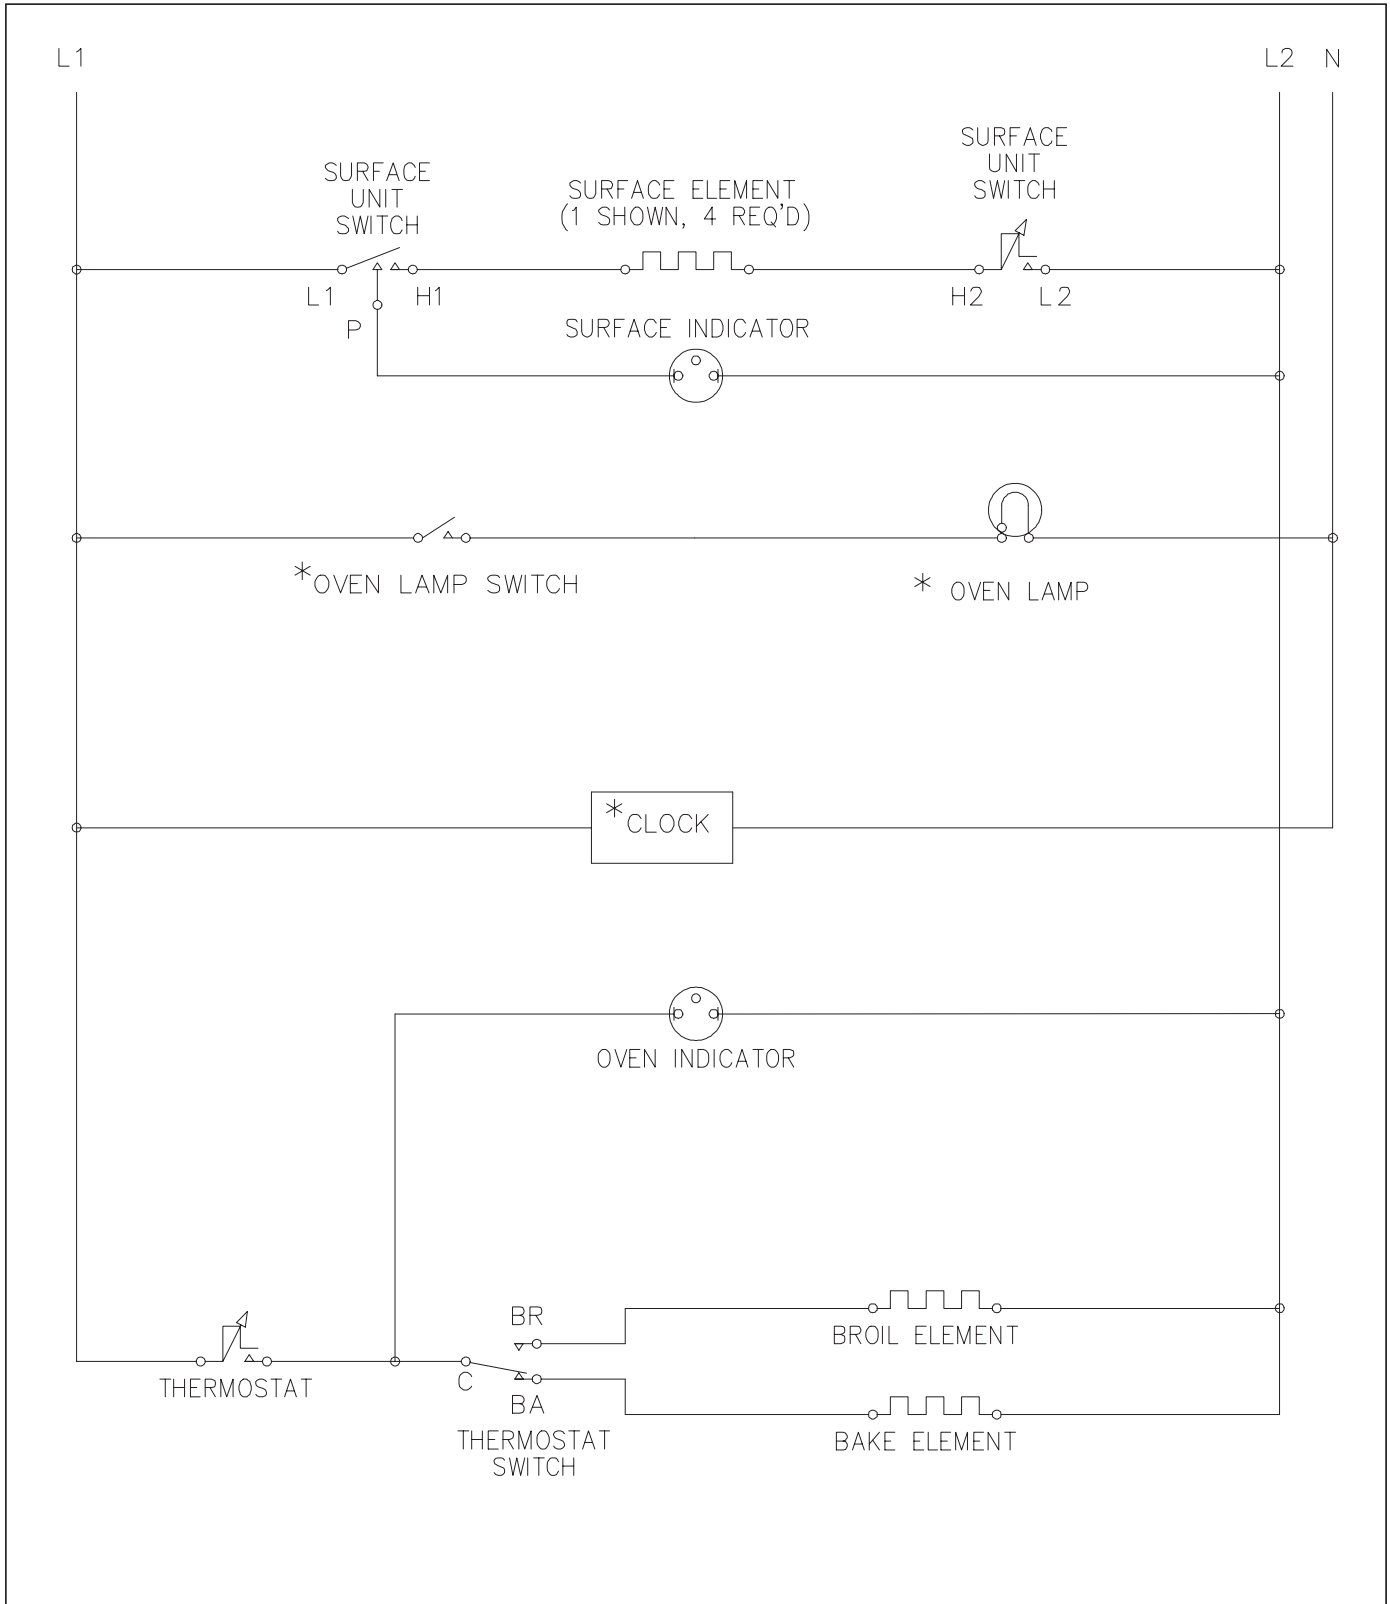 L1
L2 N
SURFACE
UNIT
SWITCH
SURFACE ELEMENT
(1 SHOWN, 4 REQ'D)
SURFACE
UNIT
SWITCH
L1
H1
H2
L2
P
SURFACE INDICATOR
*OVEN LAMP SWITCH
* OVEN LAMP
*CLOCK
OVEN INDICATOR
BR
BROIL ELEMENT
THERMOSTAT
C
BA
THERMOSTAT
SWITCH
BAKE ELEMENT